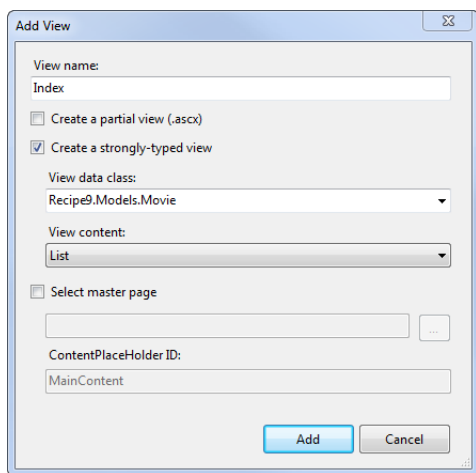 Add View
View name:
Index
Create a partial view (.ascx)
Create a strongly-typed view
View data class:
Recipe9.Models.Movie
View content:
List
Select master page
...
ContentPlaceHolder ID:
MainContent
Add Cancel